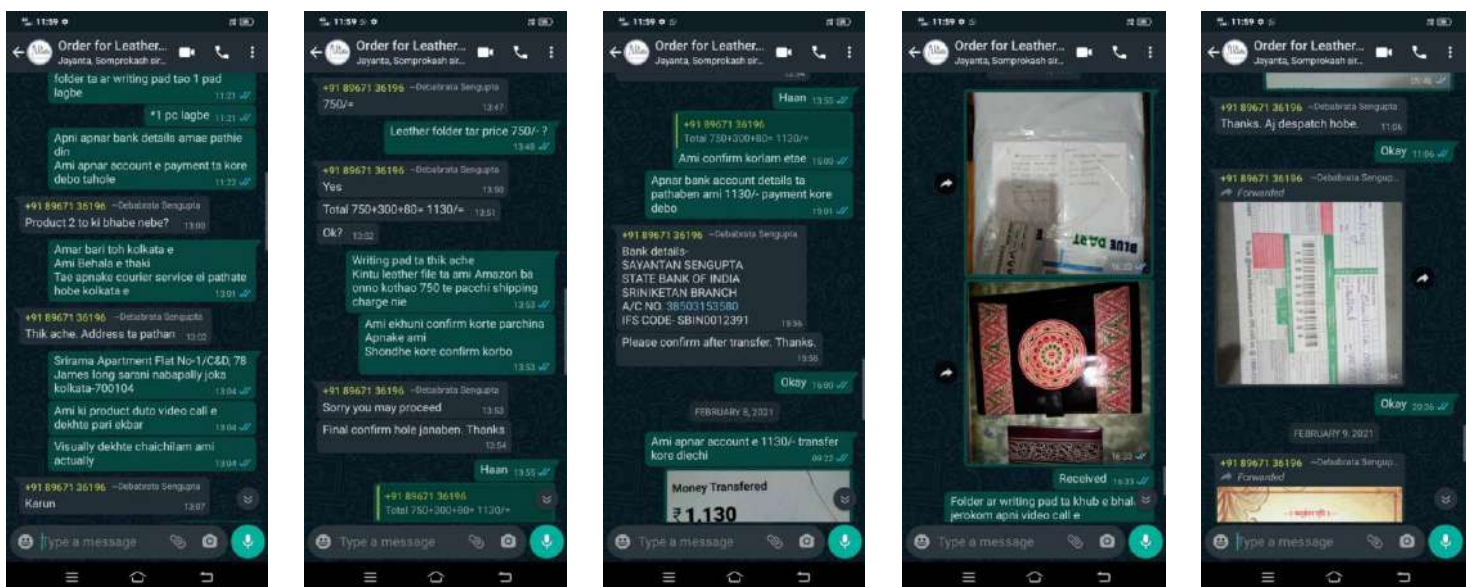 11:59
Order for Leather...
Jayanta, Somprokash sir...
folder ta ar writing pad tao 1 pad
lagbe
11:21
*1 pc lagbe 11:21
Apni apnar bank details amae pathie
din
Ami apnar account e payment ta kore
debo tahole
11:22
+91 89671 36196 ~Debabrata Sengupta
Product 2 to ki bhabe nebe? 13:00
Amar bari toh kolkata e
Ami Behala e thaki
Tae apnake courier service ei pathate
hobe kolkata e
13:01
+91 89671 36196 ~Debabrata Sengupta
Thik ache. Address ta pathan 13:02
Srirama Apartment Flat No-1/C&D, 78
James long sarani nabapally joka
kolkata-700104
13:04
Ami ki product duto video call e
dekhte pari ekbar
13:04
Visually dekhte chaichilam ami
actually
13:04
+91 89671 36196 ~Debabrata Sengupta
Karun 13:07
Type a message
11:59
Order for Leather...
Jayanta, Somprokash sir...
+91 89671 36196 ~Debabrata Sengupta
750/= 13:47
Leother folder tar price 750/- ?
13:48
+91 89671 36196 ~Debabrata Sengupta
Yes
Total 750+300+80= 1130/= 13:51
Ok?
Writing pad ta thik ache
Kintu leather file ta ami Amazon ba
onno kothao 750 te pacchi shipping
charge nie
13:53
Ami ekhuni confirm korte parchina
Apnake ami
Shondhe kore confirm korbo
13:53
+91 89671 36196 ~Debabrata Sengupta
Sorry you may proceed 13:53
Final confirm hole janaben. Thanks
13:54
Haan 13:55
+91 89671 36196
Total 750+300+80= 1130/=
Type a message
11:59
Order for Leather...
Jayanta, Somprokash sir...
13:54
Haan 13:55
+91 89671 36196
Total 750+300+80= 1130/=
Ami confirm korlam etae
Apnar bank account details ta
pathaben ami 1130/- payment kore
debo
+91 89671 36196 ~Debabrata Sengupta
Bank details-
SAYANTAN SENGUPTA
STATE BANK OF INDIA
SRINIKETAN BRANCH
A/C NO. 38503153580
IFS CODE- SBIN0012391
Please confirm after transfer. Thanks.
Okay 16:00
FEBRUARY 8, 2021
Ami apnar account e 1130/- transfer
kore diechi
09:22
Money Transfered
₹1,130
Type a message
11:59
Order for Leather...
Jayanta, Somprokash sir...
BLUE DART
16:33
16:33
Received 16:33
Folder ar writing pad ta khub e bhal
jerokom apni video call e
Type a message
11:59
Order for Leather...
Jayanta, Somprokash sir...
+91 89671 36196 ~Debabrata Sengupta
Thanks. Aj despatch hobe. 11:06
Okay 11:06
+91 89671 36196 ~Debabrata Sengup...
Forwarded
Okay 20:36
FEBRUARY 9, 2021
+91 89671 36196 ~Debabrata Sengup...
Forwarded
Type a message